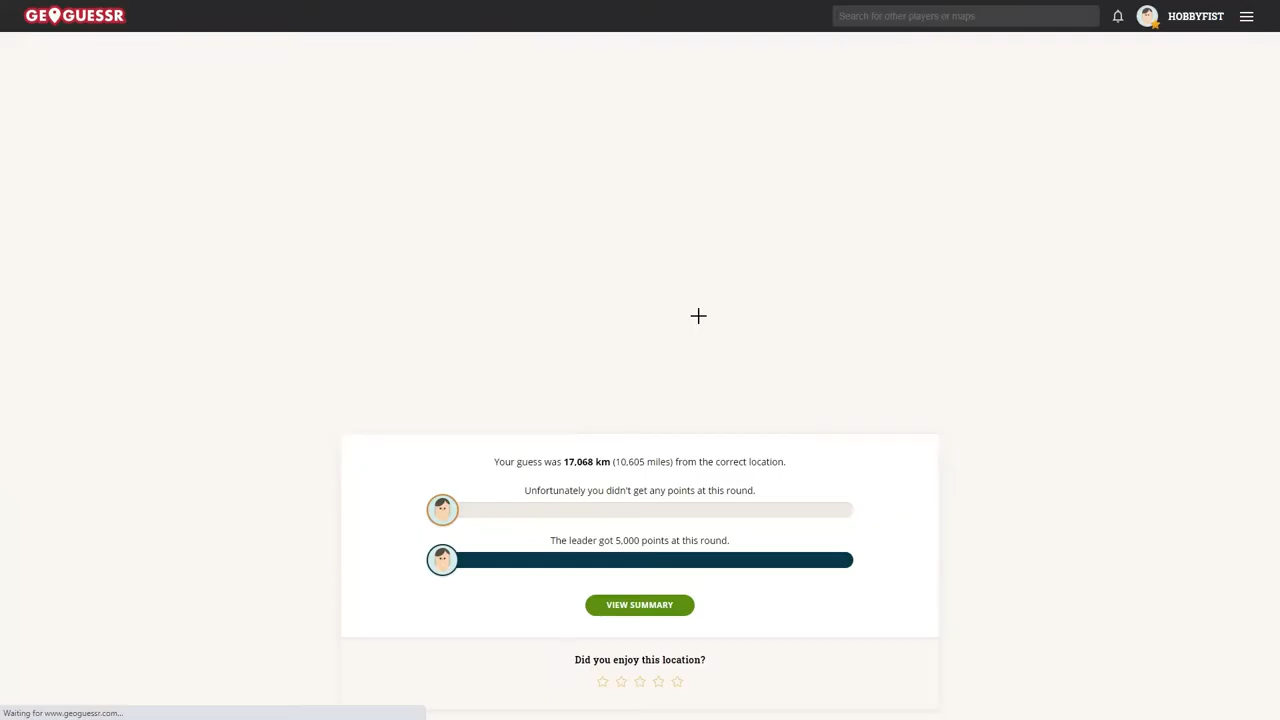 GEOGUESSR
Search for other players or maps
HOBBYFIST
Your guess was 17,068 km (10,605 miles) from the correct location.
Unfortunately you didn't get any points at this round.
The leader got 5,000 points at this round.
VIEW SUMMARY
Did you enjoy this location?
Waiting for www.geoguessr.com...